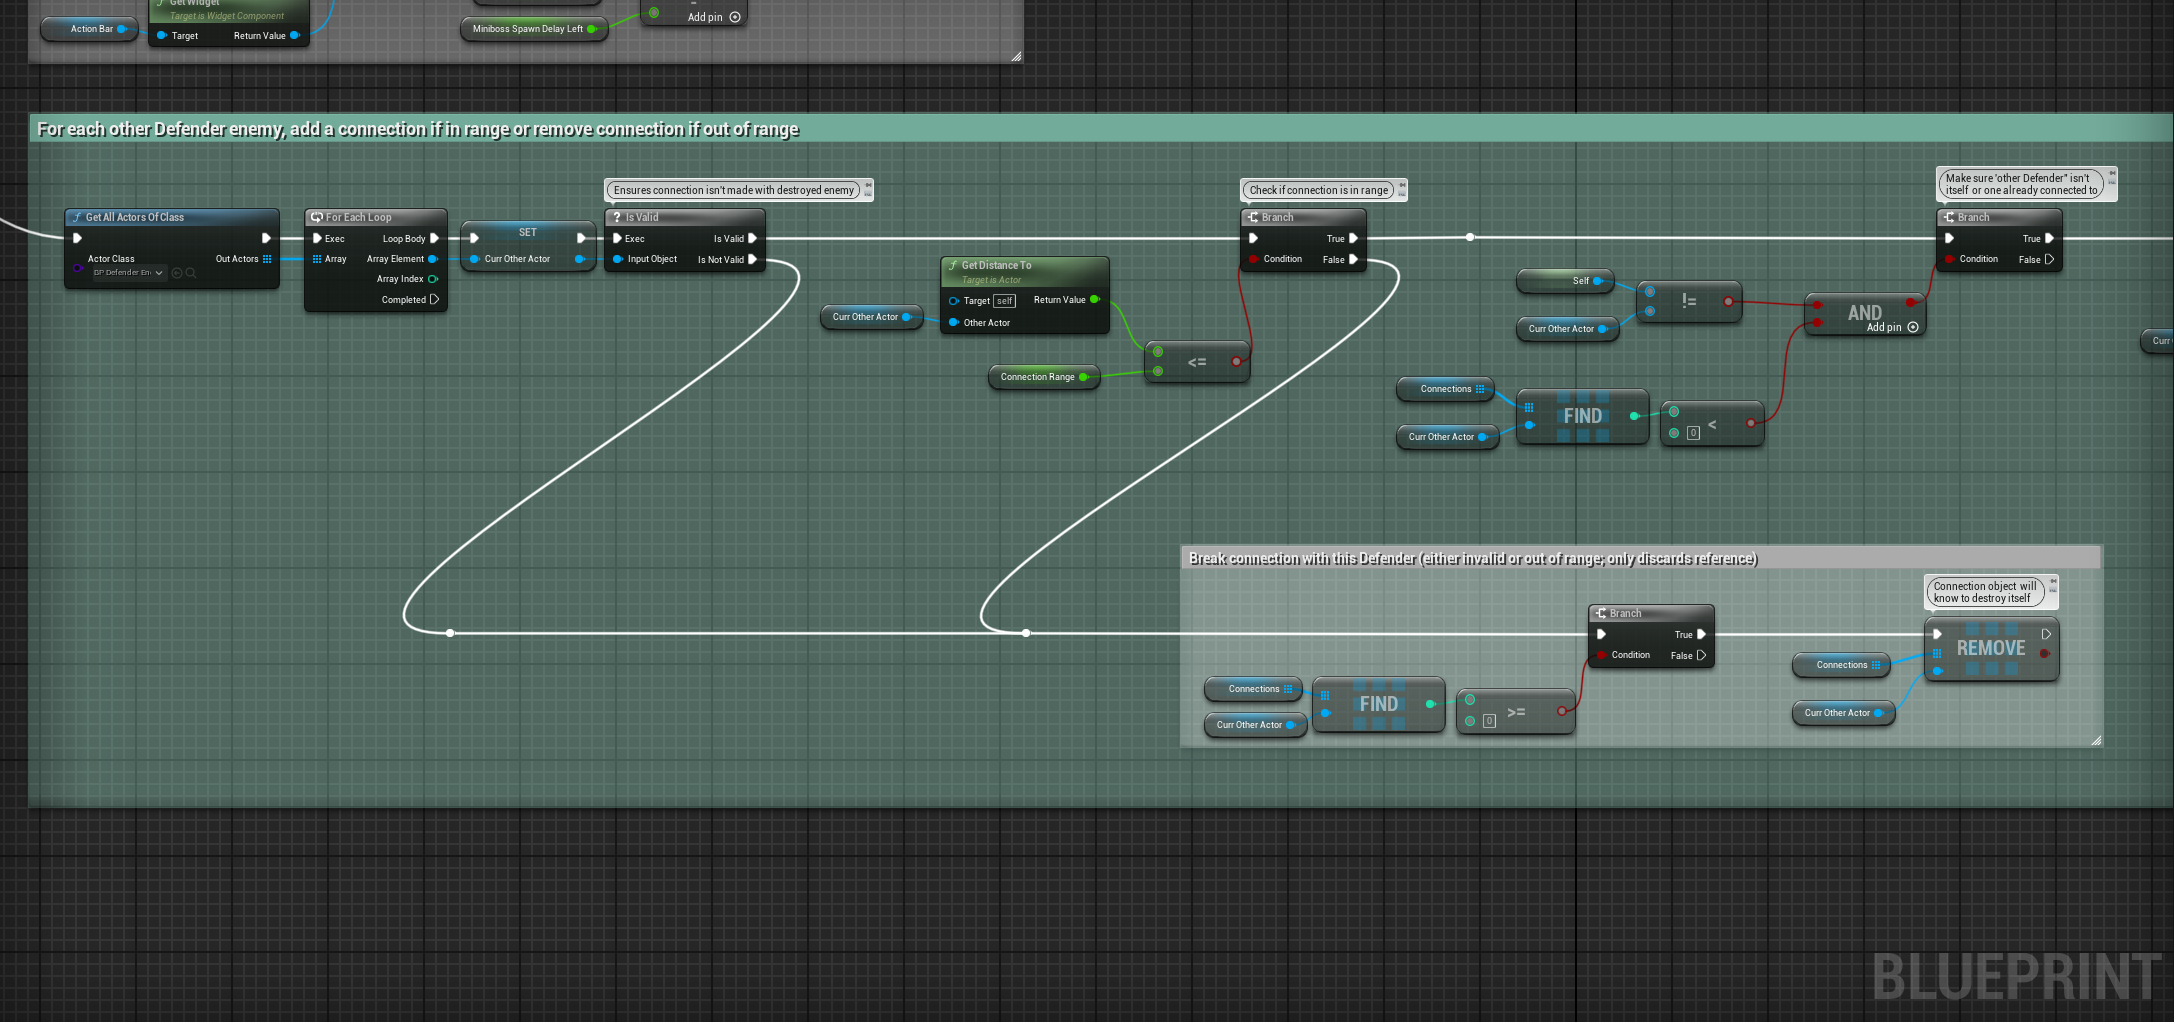 Get Widget
Target is Widget Component
Action Bar
Target
Return Value
Miniboss Spawn Delay Left
Add pin
For each other Defender enemy, add a connection if in range or remove connection if out of range
Ensures connection isn't made with destroyed enemy
Check if connection is in range
Make sure 'other Defender" isn't
itself or one already connected to
Get All Actors Of Class
Actor Class
BP Defender En
Out Actors
For Each Loop
Exec
Loop Body
Array
Array Element
Array Index
Completed
SET
Curr Other Actor
? Is Valid
Exec
Is Valid
Input Object
Is Not Valid
Curr Other Actor
Get Distance To
Target is Actor
Target self
Return Value
Other Actor
Connection Range
<=
Branch
True
Condition
False
Self
Curr Other Actor
!=
AND
Add pin
Connections
Curr Other Actor
FIND
0
<
Branch
True
Condition
False
Curr
Break connection with this Defender (either invalid or out of range; only discards reference)
Connection object will
know to destroy itself
Connections
Curr Other Actor
FIND
0
>=
Branch
True
Condition
False
Connections
Curr Other Actor
REMOVE
BLUEPRINT